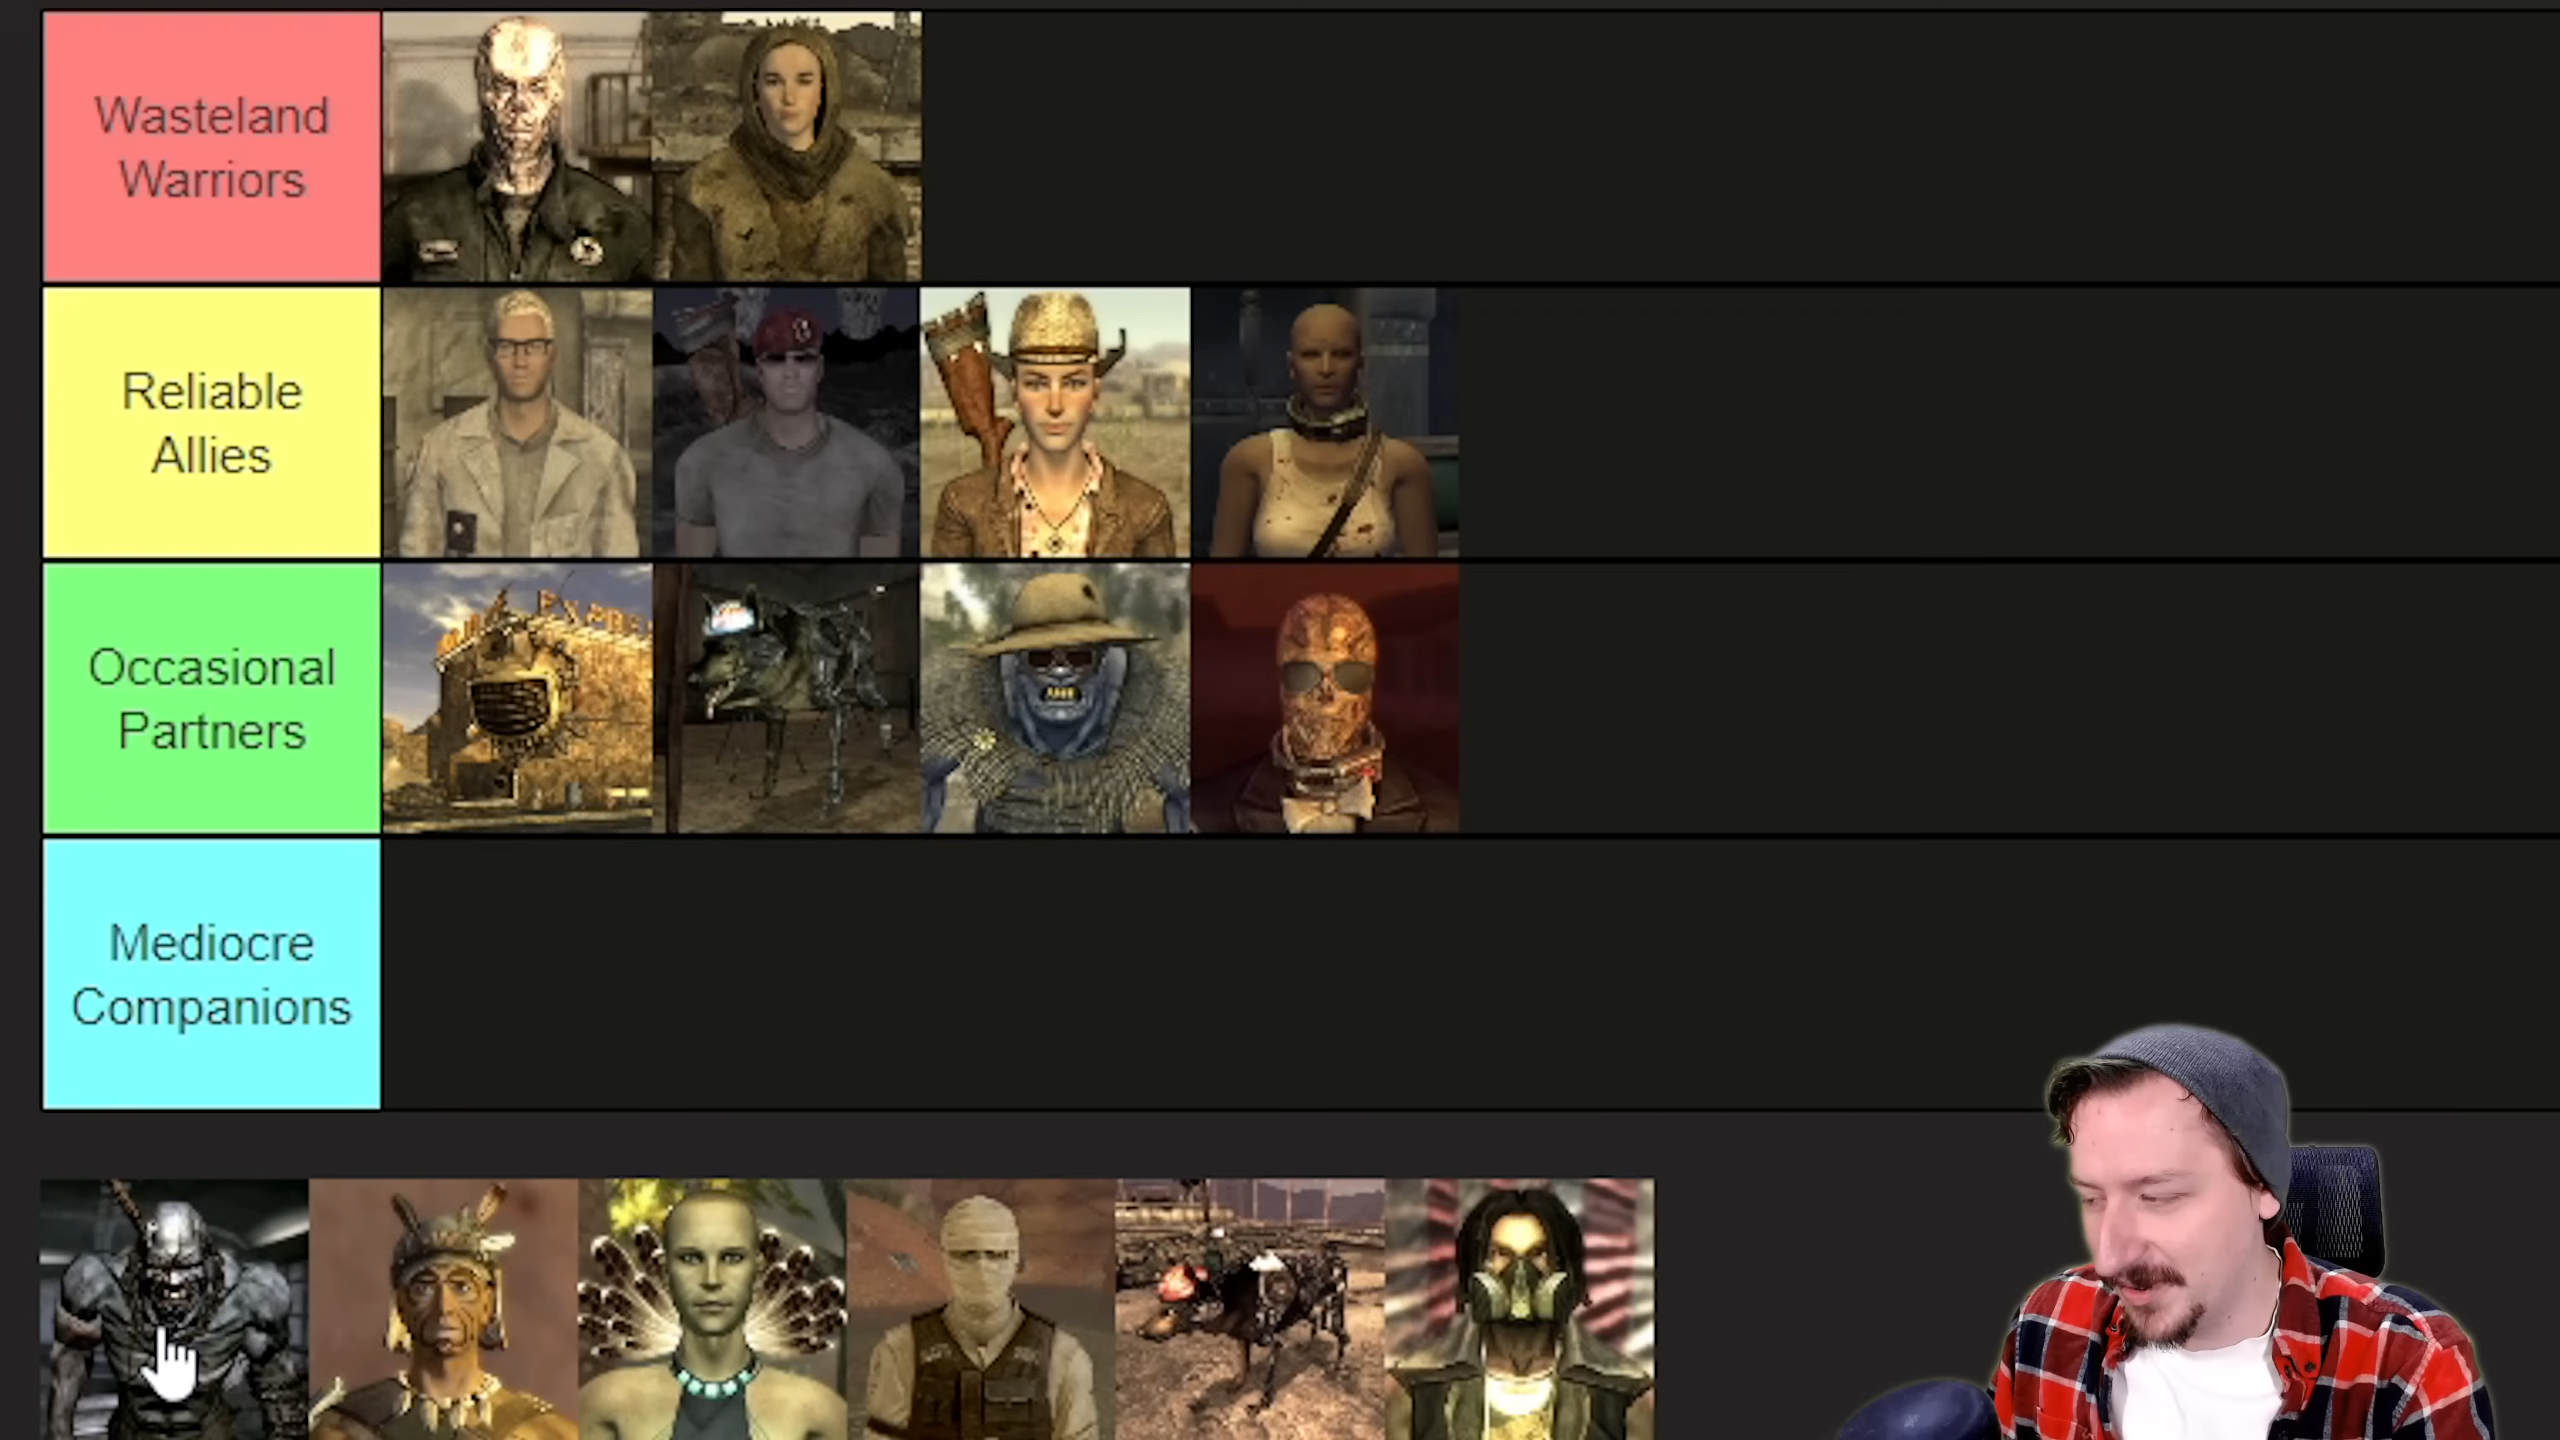 Wasteland
Warriors
Reliable
Allies
Occasional
Partners
Mediocre
Companions